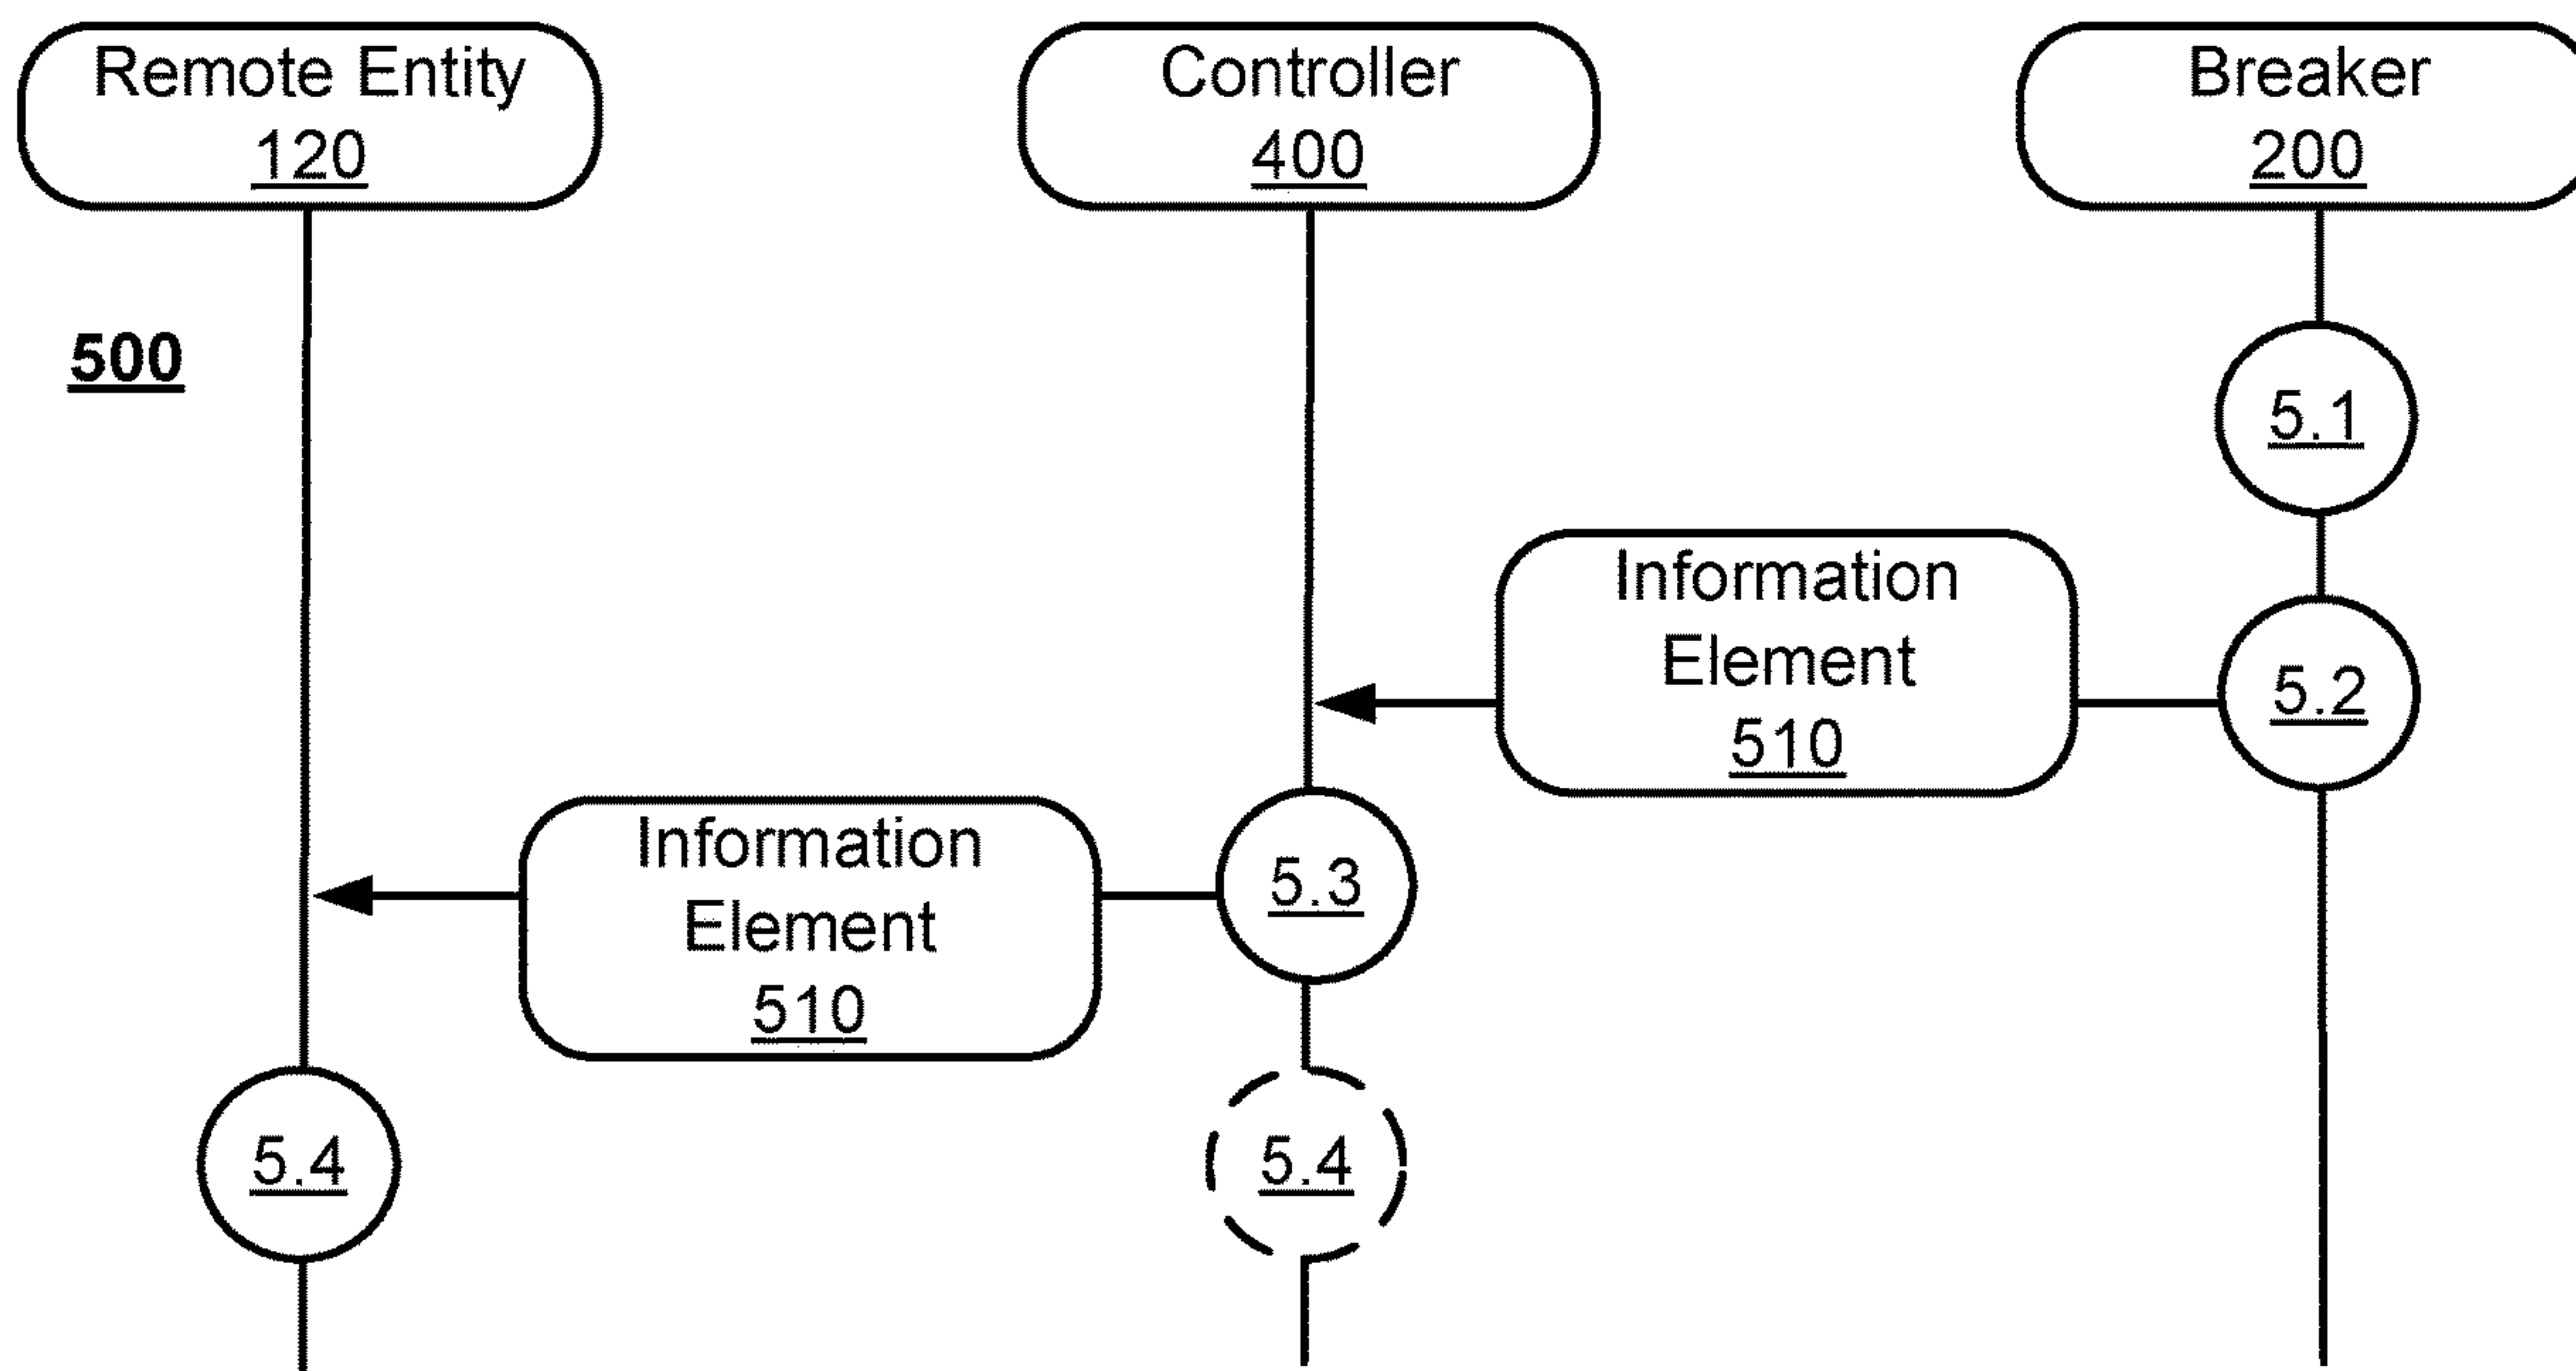 Remote Entity
120
Controller
400
Breaker
200
500
5.1
Information
Element
510
5.2
Information
Element
510
5.3
5.4
5.4